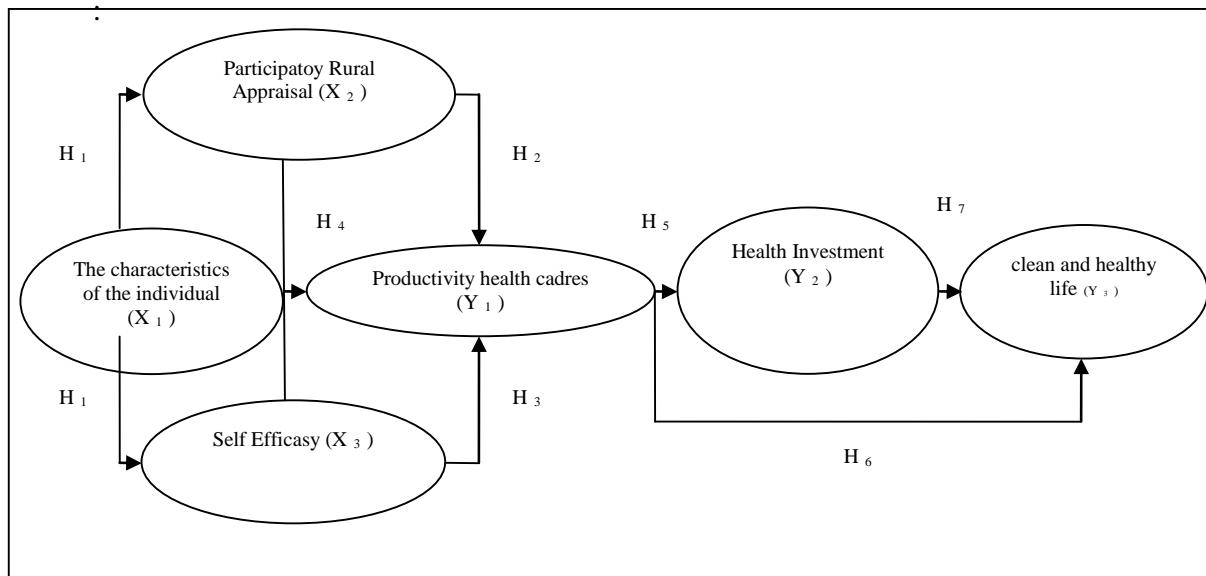 :
Participatoy Rural
Appraisal (X 2 )
H 1
H 2
H 4
H 5
H 7
The characteristics
of the individual
(X 1 )
Productivity health cadres
(Y 1 )
Health Investment
(Y 2 )
clean and healthy
life (Y 3 )
H 1
H 3
Self Efficasy (X 3 )
H 6